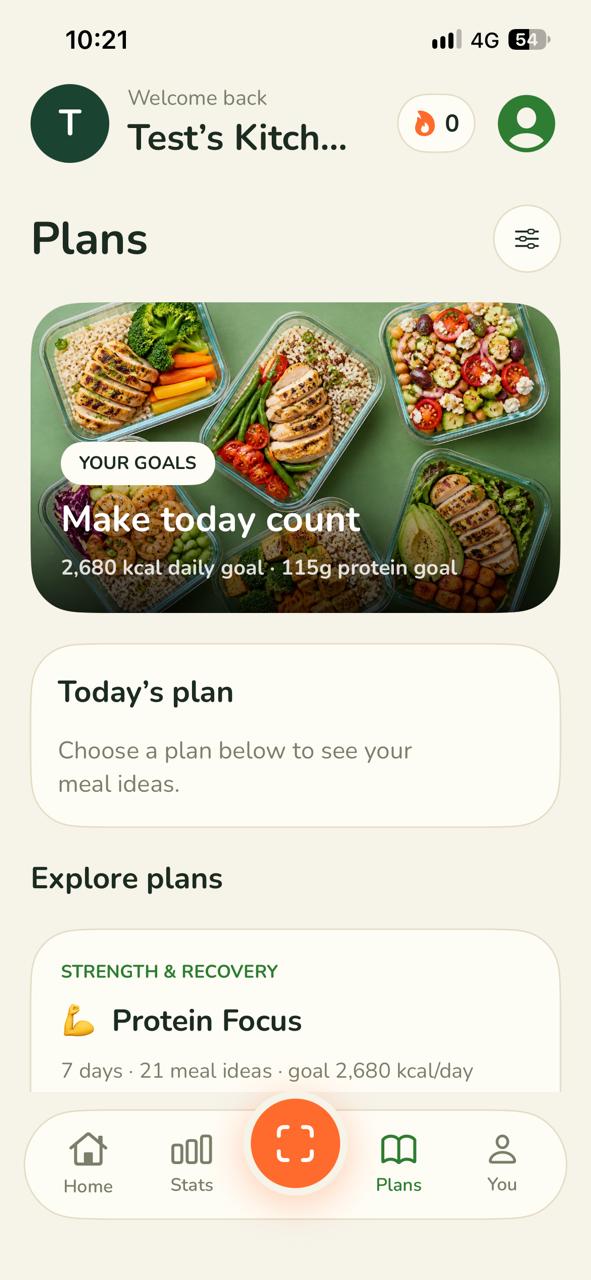 10:21
4G
54
T
Welcome back
Test’s Kitch...
0
Plans
YOUR GOALS
Make today count
2,680 kcal daily goal · 115g protein goal
Today’s plan
Choose a plan below to see your
meal ideas.
Explore plans
STRENGTH & RECOVERY
💪 Protein Focus
7 days · 21 meal ideas · goal 2,680 kcal/day
Home
Stats
Plans
You